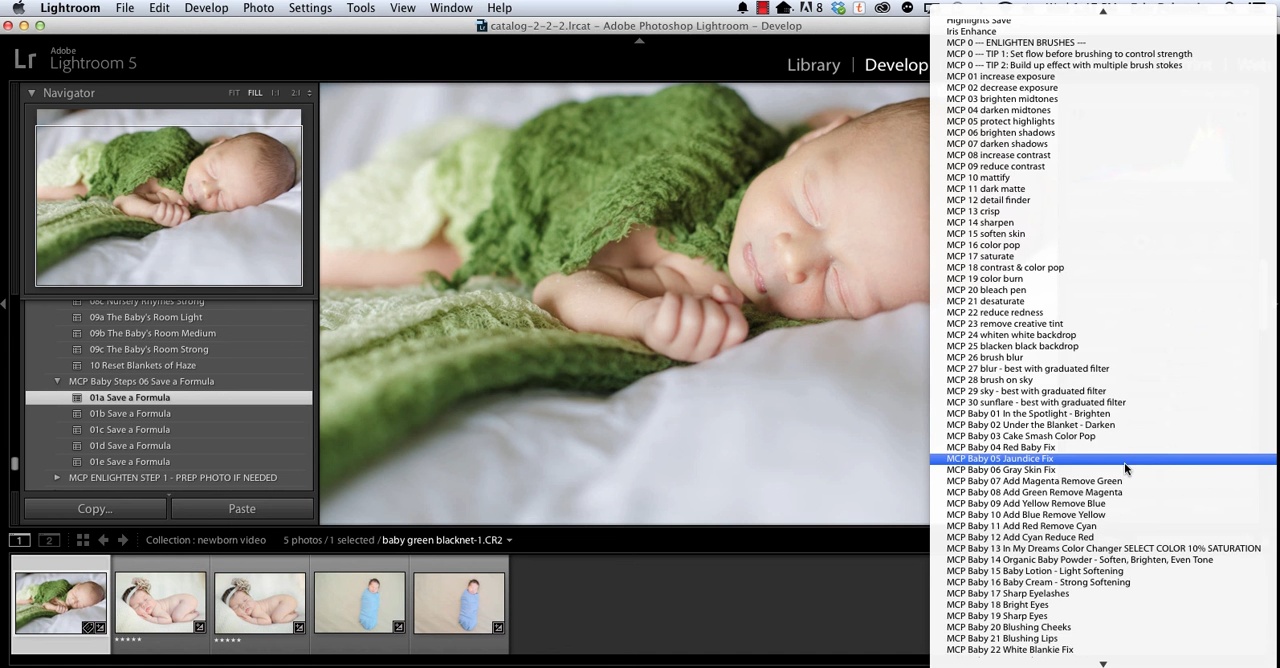 Lightroom File Edit Develop Photo Settings Tools View Window Help
8
catalog-2-2-2.lrcat – Adobe Photoshop Lightroom – Develop
Lr Adobe
Lightroom 5
Library | Develop
Navigator FIT FILL 1:1 2:1
08c Nursery Rhymes Strong
09a The Baby's Room Light
09b The Baby's Room Medium
09c The Baby's Room Strong
10 Reset Blankets of Haze
MCP Baby Steps 06 Save a Formula
01a Save a Formula
01b Save a Formula
01c Save a Formula
01d Save a Formula
01e Save a Formula
MCP ENLIGHTEN STEP 1 - PREP PHOTO IF NEEDED
Copy... Paste
1 2 Collection : newborn video 5 photos / 1 selected / baby green blacknet-1.CR2
Highlights Save
Iris Enhance
MCP 0 --- ENLIGHTEN BRUSHES ---
MCP 0 --- TIP 1: Set flow before brushing to control strength
MCP 0 --- TIP 2: Build up effect with multiple brush stokes
MCP 01 increase exposure
MCP 02 decrease exposure
MCP 03 brighten midtones
MCP 04 darken midtones
MCP 05 protect highlights
MCP 06 brighten shadows
MCP 07 darken shadows
MCP 08 increase contrast
MCP 09 reduce contrast
MCP 10 mattify
MCP 11 dark matte
MCP 12 detail finder
MCP 13 crisp
MCP 14 sharpen
MCP 15 soften skin
MCP 16 color pop
MCP 17 saturate
MCP 18 contrast & color pop
MCP 19 color burn
MCP 20 bleach pen
MCP 21 desaturate
MCP 22 reduce redness
MCP 23 remove creative tint
MCP 24 whiten white backdrop
MCP 25 blacken black backdrop
MCP 26 brush blur
MCP 27 blur - best with graduated filter
MCP 28 brush on sky
MCP 29 sky - best with graduated filter
MCP 30 sunflare - best with graduated filter
MCP Baby 01 In the Spotlight - Brighten
MCP Baby 02 Under the Blanket - Darken
MCP Baby 03 Cake Smash Color Pop
MCP Baby 04 Red Baby Fix
MCP Baby 05 Jaundice Fix
MCP Baby 06 Gray Skin Fix
MCP Baby 07 Add Magenta Remove Green
MCP Baby 08 Add Green Remove Magenta
MCP Baby 09 Add Yellow Remove Blue
MCP Baby 10 Add Blue Remove Yellow
MCP Baby 11 Add Red Remove Cyan
MCP Baby 12 Add Cyan Reduce Red
MCP Baby 13 In My Dreams Color Changer SELECT COLOR 10% SATURATION
MCP Baby 14 Organic Baby Powder - Soften, Brighten, Even Tone
MCP Baby 15 Baby Lotion - Light Softening
MCP Baby 16 Baby Cream - Strong Softening
MCP Baby 17 Sharp Eyelashes
MCP Baby 18 Bright Eyes
MCP Baby 19 Sharp Eyes
MCP Baby 20 Blushing Cheeks
MCP Baby 21 Blushing Lips
MCP Baby 22 White Blankie Fix